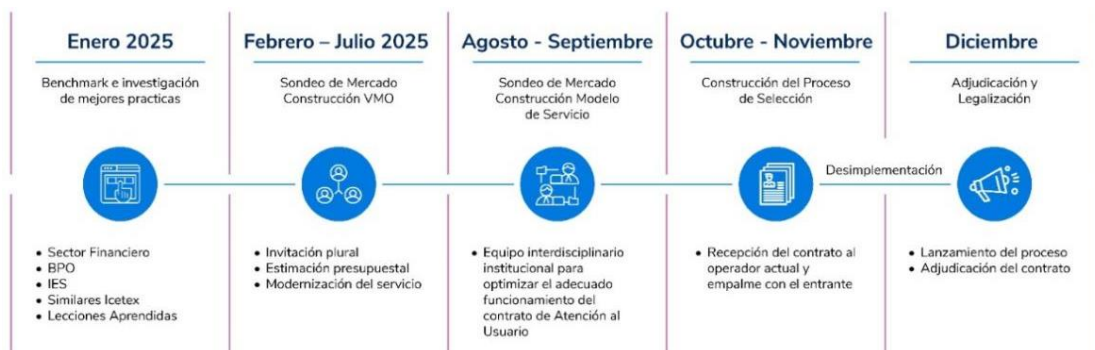 Enero 2025
Benchmark e investigación
de mejores practicas
• Sector Financiero
• BPO
• IES
• Similares Icetex
• Lecciones Aprendidas
Febrero – Julio 2025
Sondeo de Mercado
Construcción VMO
• Invitación plural
• Estimación presupuestal
• Modernización del servicio
Agosto - Septiembre
Sondeo de Mercado
Construcción Modelo
de Servicio
• Equipo interdisciplinario
institucional para
optimizar el adecuado
funcionamiento del
contrato de Atención al
Usuario
Octubre - Noviembre
Construcción del Proceso
de Selección
• Recepción del contrato al
operador actual y
empalme con el entrante
Desimplementación
Diciembre
Adjudicación y
Legalización
• Lanzamiento del proceso
• Adjudicación del contrato